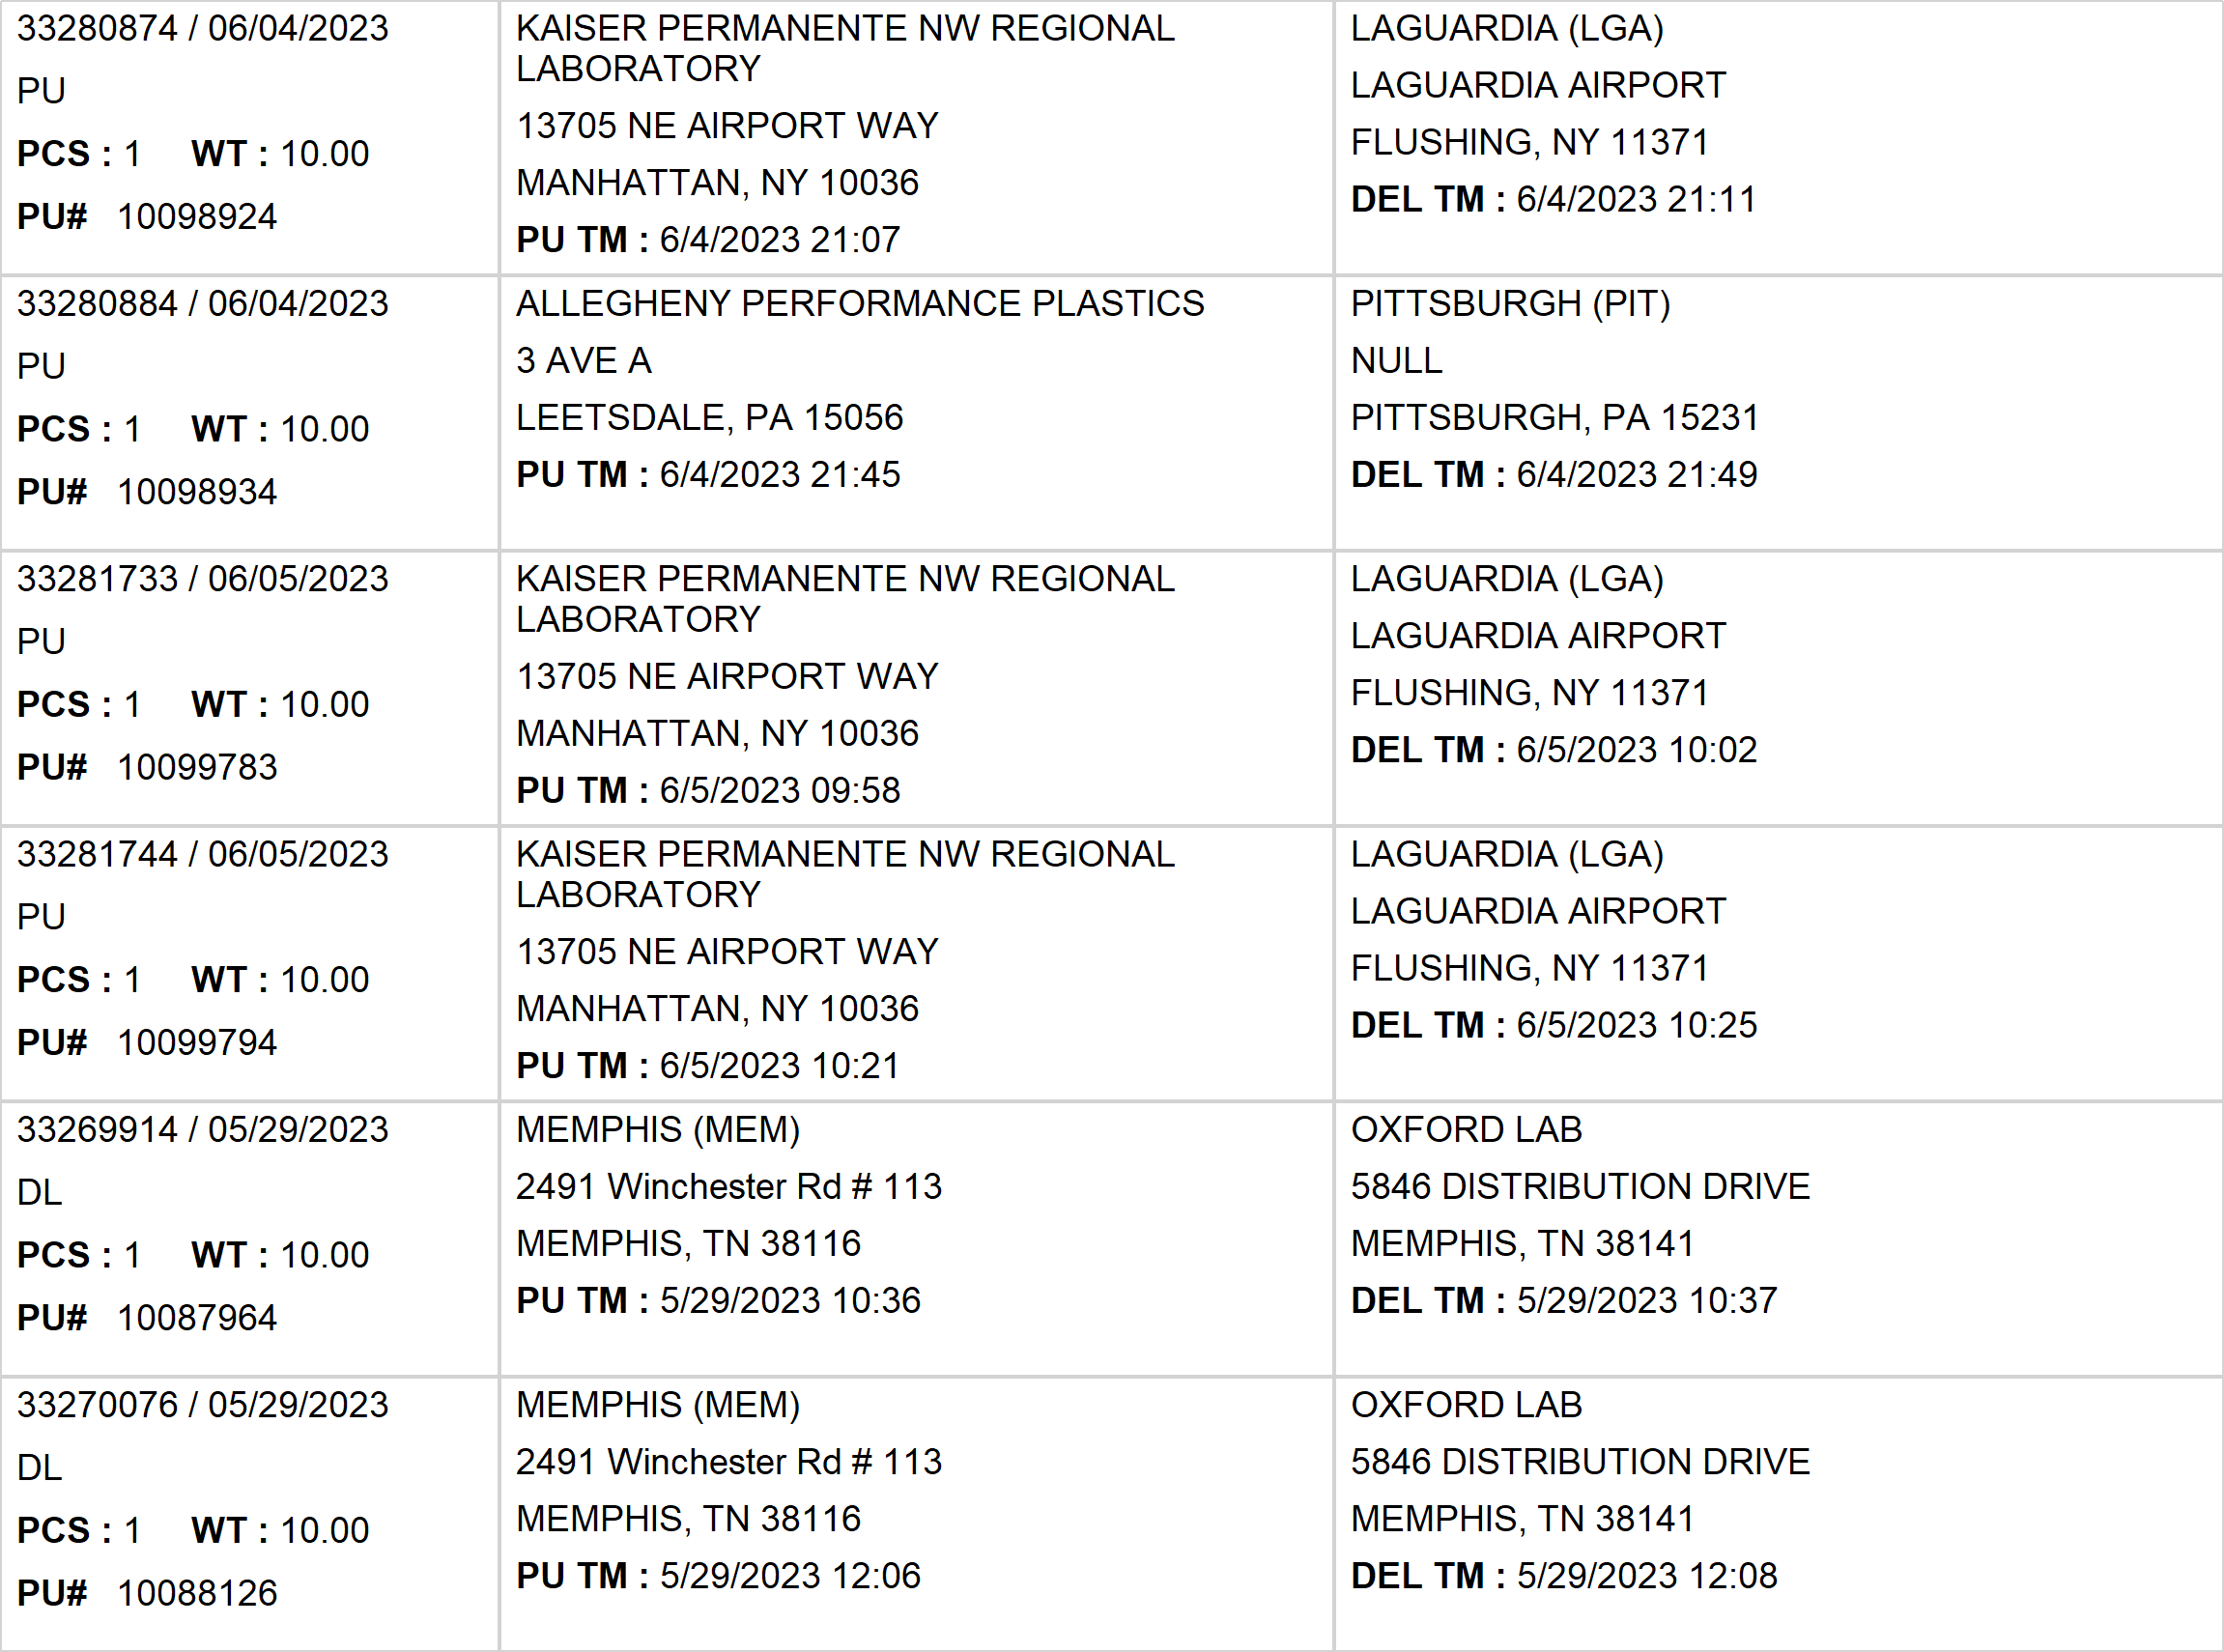 33280874 / 06/04/2023
PU
PCS : 1 WT : 10.00
PU# 10098924
KAISER PERMANENTE NW REGIONAL
LABORATORY
13705 NE AIRPORT WAY
MANHATTAN, NY 10036
PU TM : 6/4/2023 21:07
LAGUARDIA (LGA)
LAGUARDIA AIRPORT
FLUSHING, NY 11371
DEL TM : 6/4/2023 21:11
33280884 / 06/04/2023
PU
PCS : 1 WT : 10.00
PU# 10098934
ALLEGHENY PERFORMANCE PLASTICS
3 AVE A
LEETSDALE, PA 15056
PU TM : 6/4/2023 21:45
PITTSBURGH (PIT)
NULL
PITTSBURGH, PA 15231
DEL TM : 6/4/2023 21:49
33281733 / 06/05/2023
PU
PCS : 1 WT : 10.00
PU# 10099783
KAISER PERMANENTE NW REGIONAL
LABORATORY
13705 NE AIRPORT WAY
MANHATTAN, NY 10036
PU TM : 6/5/2023 09:58
LAGUARDIA (LGA)
LAGUARDIA AIRPORT
FLUSHING, NY 11371
DEL TM : 6/5/2023 10:02
33281744 / 06/05/2023
PU
PCS : 1 WT : 10.00
PU# 10099794
KAISER PERMANENTE NW REGIONAL
LABORATORY
13705 NE AIRPORT WAY
MANHATTAN, NY 10036
PU TM : 6/5/2023 10:21
LAGUARDIA (LGA)
LAGUARDIA AIRPORT
FLUSHING, NY 11371
DEL TM : 6/5/2023 10:25
33269914 / 05/29/2023
DL
PCS : 1 WT : 10.00
PU# 10087964
MEMPHIS (MEM)
2491 Winchester Rd # 113
MEMPHIS, TN 38116
PU TM : 5/29/2023 10:36
OXFORD LAB
5846 DISTRIBUTION DRIVE
MEMPHIS, TN 38141
DEL TM : 5/29/2023 10:37
33270076 / 05/29/2023
DL
PCS : 1 WT : 10.00
PU# 10088126
MEMPHIS (MEM)
2491 Winchester Rd # 113
MEMPHIS, TN 38116
PU TM : 5/29/2023 12:06
OXFORD LAB
5846 DISTRIBUTION DRIVE
MEMPHIS, TN 38141
DEL TM : 5/29/2023 12:08